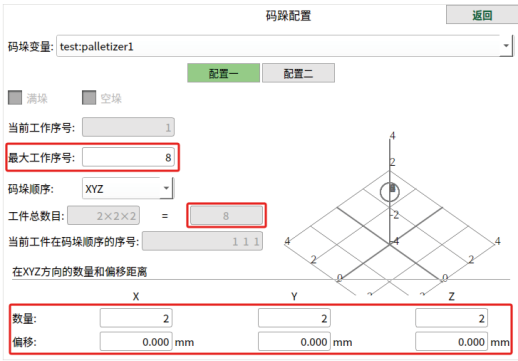 码垛配置
返回
码垛变量: test:palletizer1
配置一 配置二
满垛 空垛
当前工作序号: 1
最大工作序号: 8
码垛顺序: XYZ
工件总数目: 2×2×2 = 8
当前工件在码垛顺序的序号: 1 1 1
4
2
-2
-4
4
2
0
0
2
4
在XYZ方向的数量和偏移距离
X Y Z
数量: 2 2 2
偏移: 0.000 mm 0.000 mm 0.000 mm